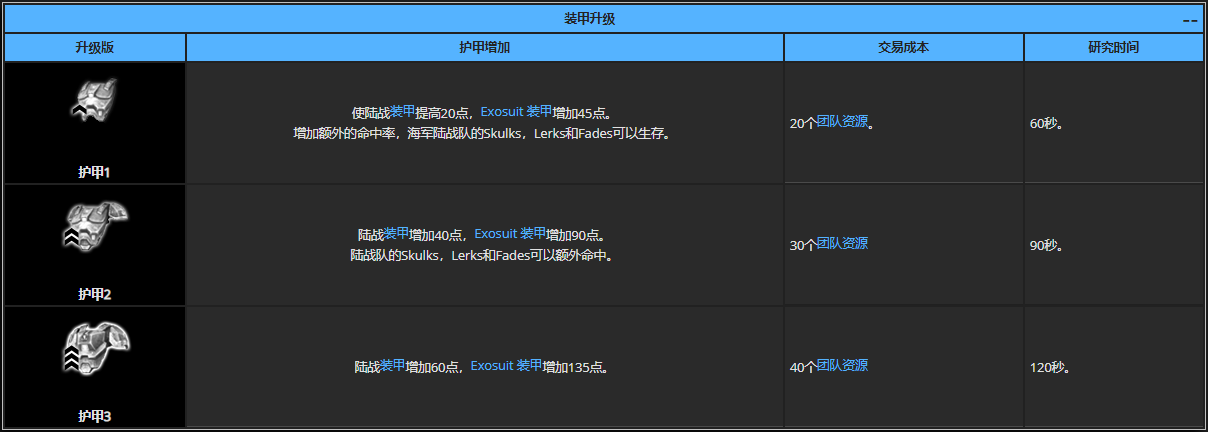 装甲升级
--
升级版 护甲增加 交易成本 研究时间
使陆战装甲提高20点，Exosuit 装甲增加45点。
增加额外的命中率，海军陆战队的Skulks，Lerks和Fades可以生存。
20个团队资源。
60秒。
护甲1
陆战装甲增加40点，Exosuit 装甲增加90点。
陆战队的Skulks，Lerks和Fades可以额外命中。
30个团队资源
90秒。
护甲2
陆战装甲增加60点，Exosuit 装甲增加135点。
40个团队资源
120秒。
护甲3